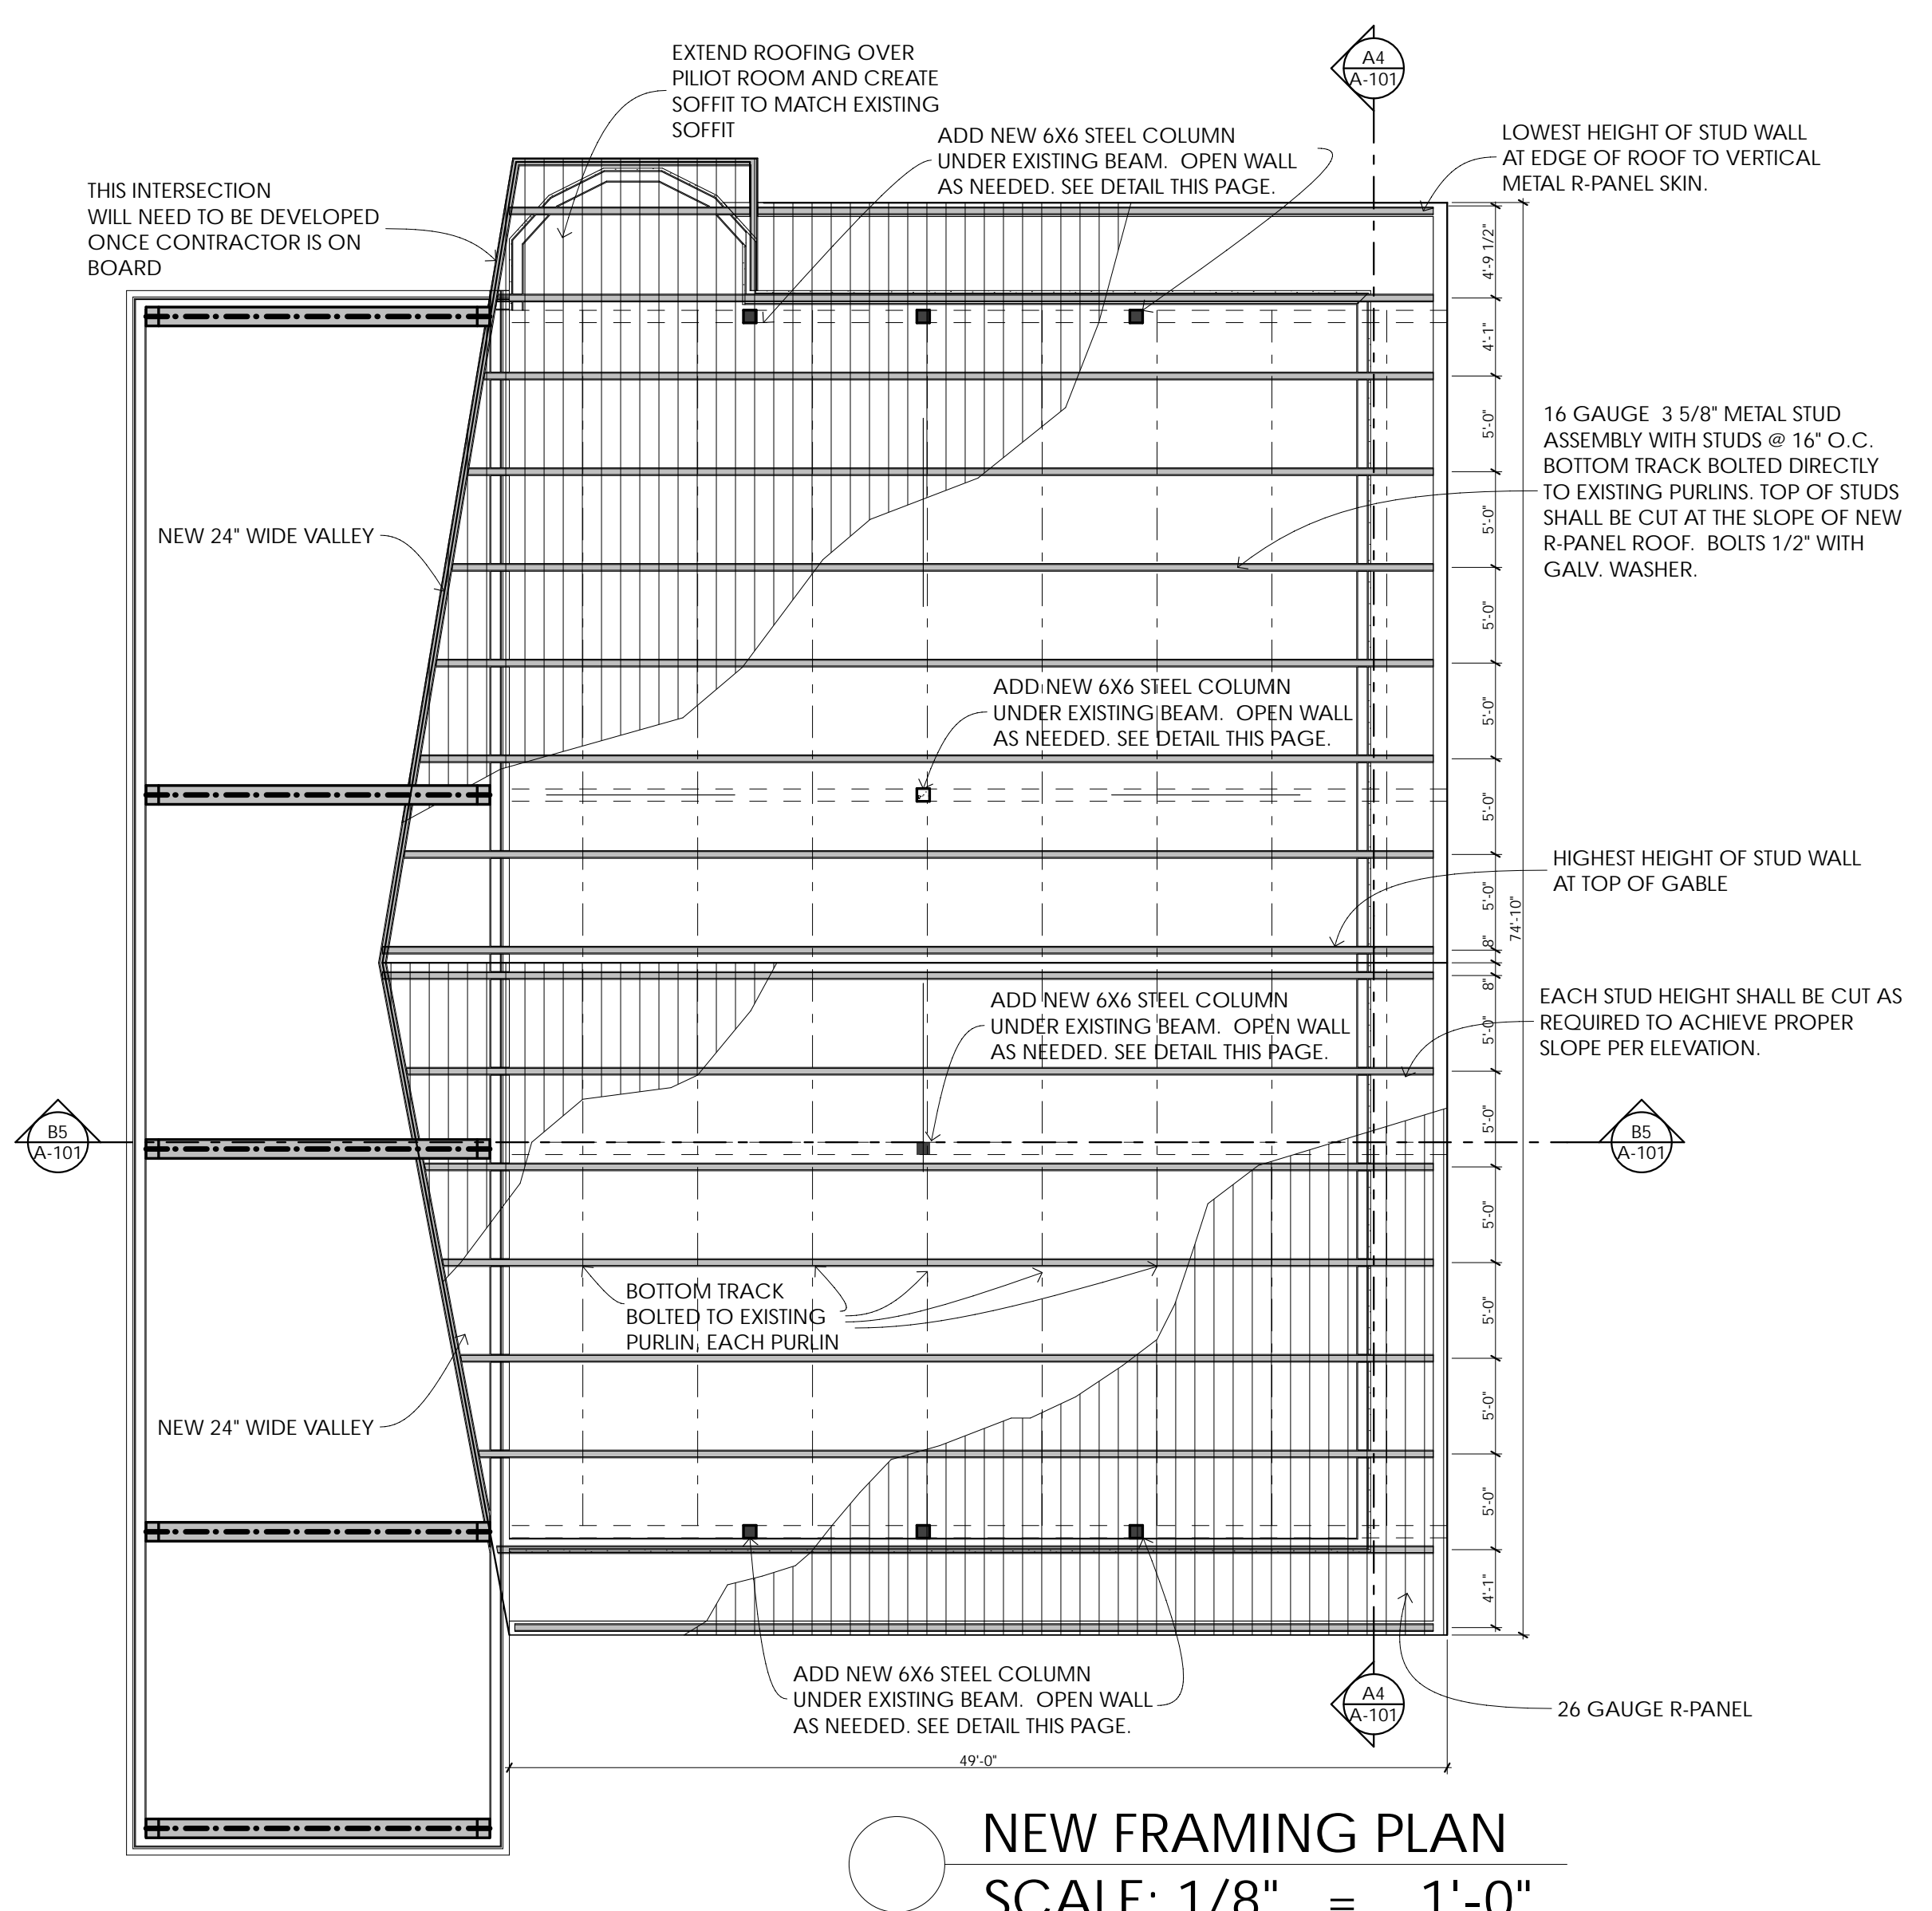 EXTEND ROOFING OVER
PILIOT ROOM AND CREATE
SOFFIT TO MATCH EXISTING
SOFFIT
A4
A-101
ADD NEW 6X6 STEEL COLUMN
UNDER EXISTING BEAM. OPEN WALL
AS NEEDED. SEE DETAIL THIS PAGE.
LOWEST HEIGHT OF STUD WALL
AT EDGE OF ROOF TO VERTICAL
METAL R-PANEL SKIN.
THIS INTERSECTION
WILL NEED TO BE DEVELOPED
ONCE CONTRACTOR IS ON
BOARD
4'-9 1/2"
4'-1"
5'-0"
16 GAUGE 3 5/8" METAL STUD
ASSEMBLY WITH STUDS @ 16" O.C.
BOTTOM TRACK BOLTED DIRECTLY
TO EXISTING PURLINS. TOP OF STUDS
SHALL BE CUT AT THE SLOPE OF NEW
R-PANEL ROOF. BOLTS 1/2" WITH
GALV. WASHER.
NEW 24" WIDE VALLEY
5'-0"
5'-0"
ADD NEW 6X6 STEEL COLUMN
UNDER EXISTING BEAM. OPEN WALL
AS NEEDED. SEE DETAIL THIS PAGE.
5'-0"
5'-0"
HIGHEST HEIGHT OF STUD WALL
AT TOP OF GABLE
5'-0"
74'-10"
8"
8"
ADD NEW 6X6 STEEL COLUMN
UNDER EXISTING BEAM. OPEN WALL
AS NEEDED. SEE DETAIL THIS PAGE.
EACH STUD HEIGHT SHALL BE CUT AS
REQUIRED TO ACHIEVE PROPER
SLOPE PER ELEVATION.
5'-0"
5'-0"
B5
A-101
B5
A-101
5'-0"
BOTTOM TRACK
BOLTED TO EXISTING
PURLIN, EACH PURLIN
5'-0"
NEW 24" WIDE VALLEY
5'-0"
5'-0"
4'-1"
ADD NEW 6X6 STEEL COLUMN
UNDER EXISTING BEAM. OPEN WALL
AS NEEDED. SEE DETAIL THIS PAGE.
A4
A-101
26 GAUGE R-PANEL
49'-0"
NEW FRAMING PLAN
SCALE: 1/8" = 1'-0"